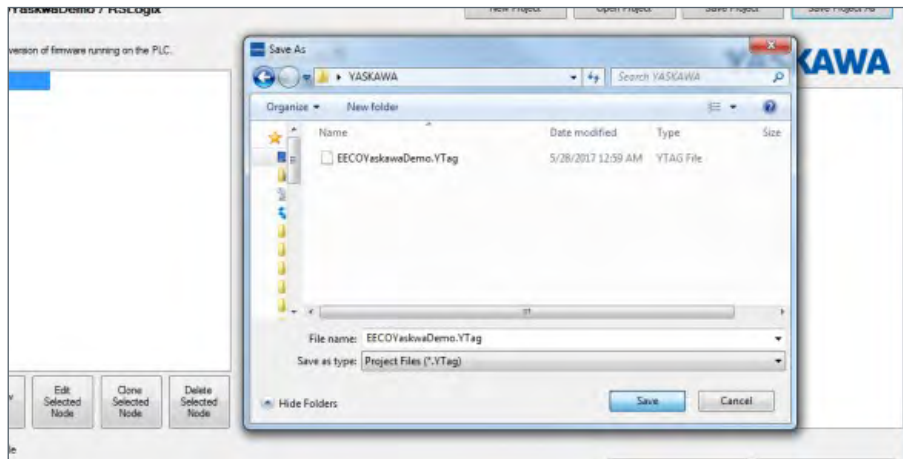 YaskwaDemo / RSLogix
New Project
Open Project
Save Project
Save Project As
version of firmware running on the PLC.
YASKAWA
Save As
YASKAWA
Search YASKAWA
Organize
New folder
Name
Date modified
Type
Size
EECOYaskawaDemo.YTag
5/28/2017 12:59 AM
YTAG File
File name: EECOYaskwaDemo.YTag
Save as type: Project Files (*.YTag)
Hide Folders
Save
Cancel
Edit
Selected
Node
Clone
Selected
Node
Delete
Selected
Node